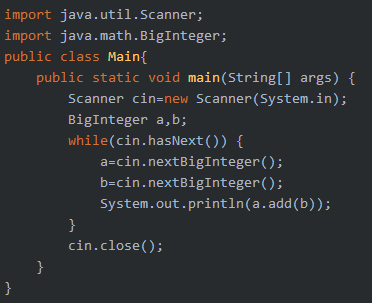 import java.util.Scanner;
import java.math.BigInteger;
public class Main{
    public static void main(String[] args) {
        Scanner cin=new Scanner(System.in);
        BigInteger a,b;
        while(cin.hasNext()) {
            a=cin.nextBigInteger();
            b=cin.nextBigInteger();
            System.out.println(a.add(b));
        }
        cin.close();
    }
}